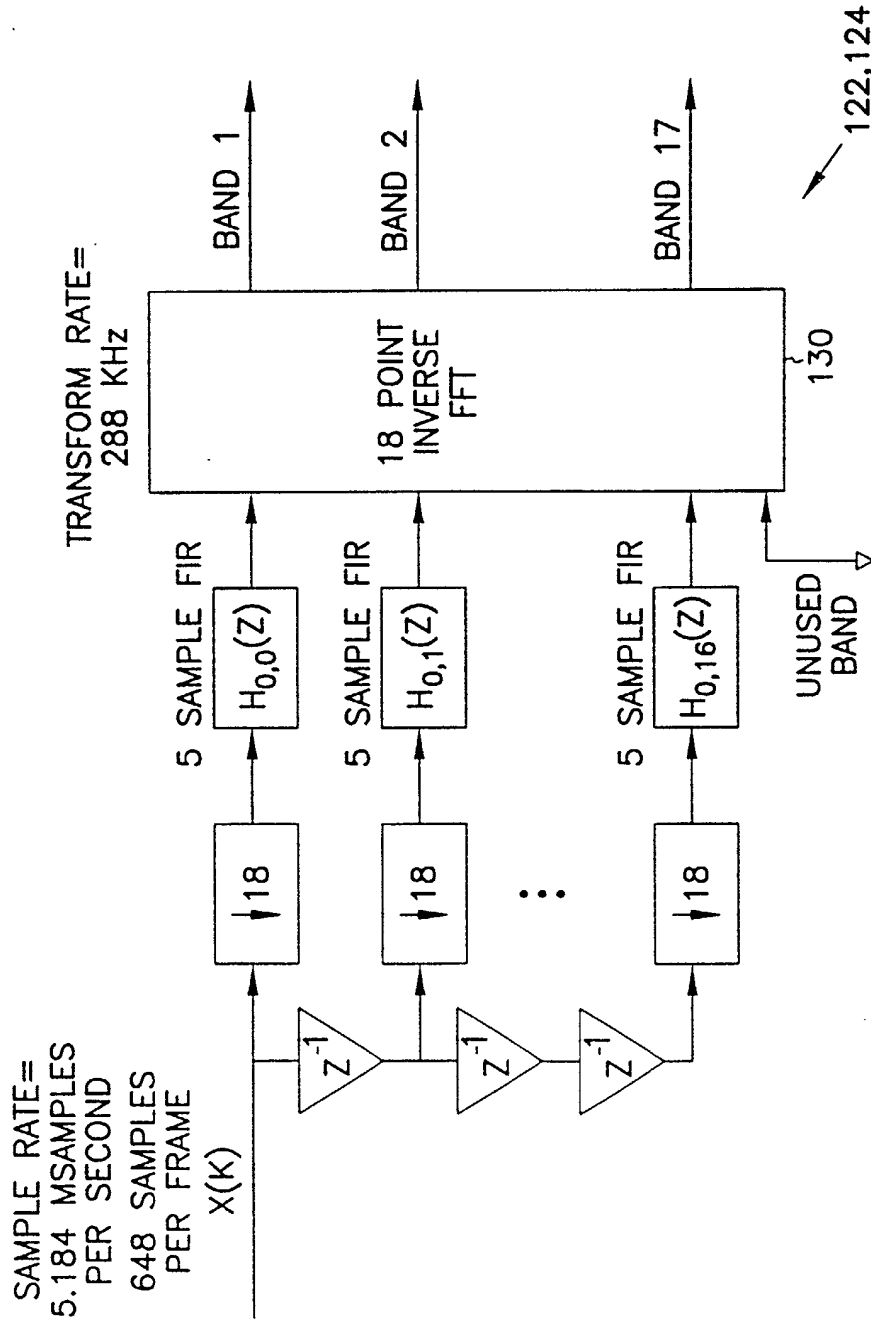 SAMPLE RATE=
5.184 MSAMPLES
PER SECOND
648 SAMPLES
PER FRAME
X(K)
Z-1
Z-1
Z-1
↓18
↓18
...
↓18
5 SAMPLE FIR
H0,0(Z)
5 SAMPLE FIR
H0,1(Z)
5 SAMPLE FIR
H0,16(Z)
UNUSED
BAND
TRANSFORM RATE=
288 KHz
18 POINT
INVERSE
FFT
130
BAND 1
BAND 2
BAND 17
122,124